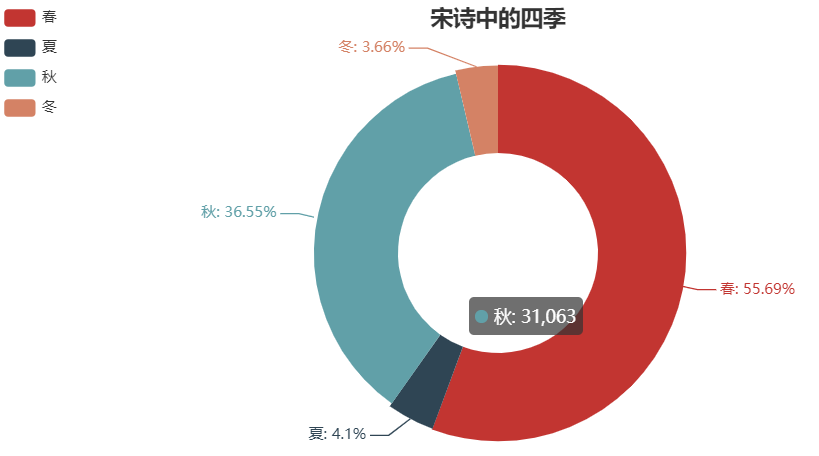 宋诗中的四季
春
夏
秋
冬
冬: 3.66%
秋: 36.55%
春: 55.69%
秋: 31,063
夏: 4.1%